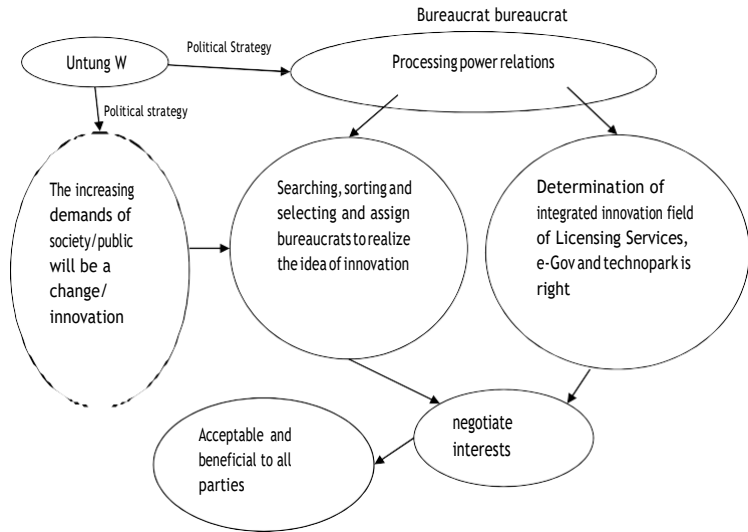 Bureaucrat bureaucrat
Untung W
Political Strategy
Processing power relations
Political strategy
The increasing
demands of
society/public
will be a
change/
innovation
Searching, sorting and
selecting and assign
bureaucrats to realize
the idea of innovation
Determination of
integrated innovation field
of Licensing Services,
e-Gov and technopark is
right
negotiate
interests
Acceptable and
beneficial to all
parties